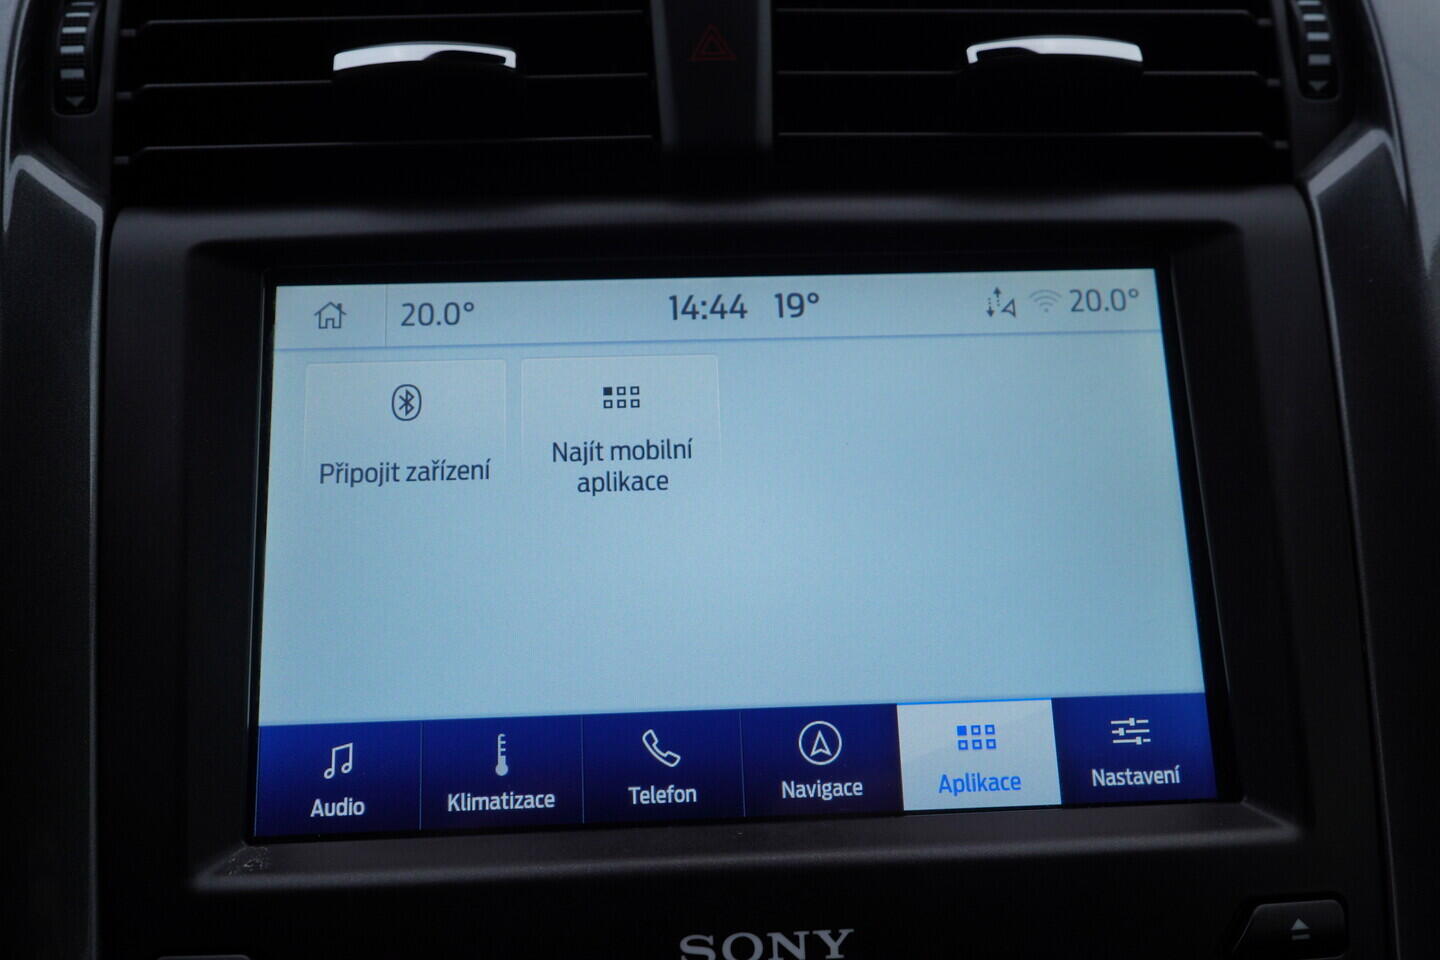 20.0° 14:44 19° 20.0°
Připojit zařízení
Najít mobilní
aplikace
Audio
Klimatizace
Telefon
Navigace
Aplikace
Nastavení
SONY